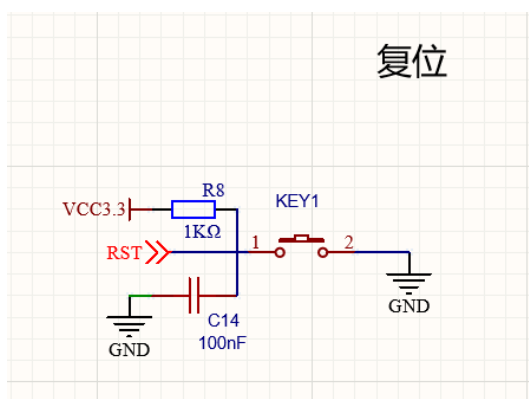 复位
R8
KEY1
VCC3.3
1KΩ
RST
1
2
C14
GND
100nF
GND